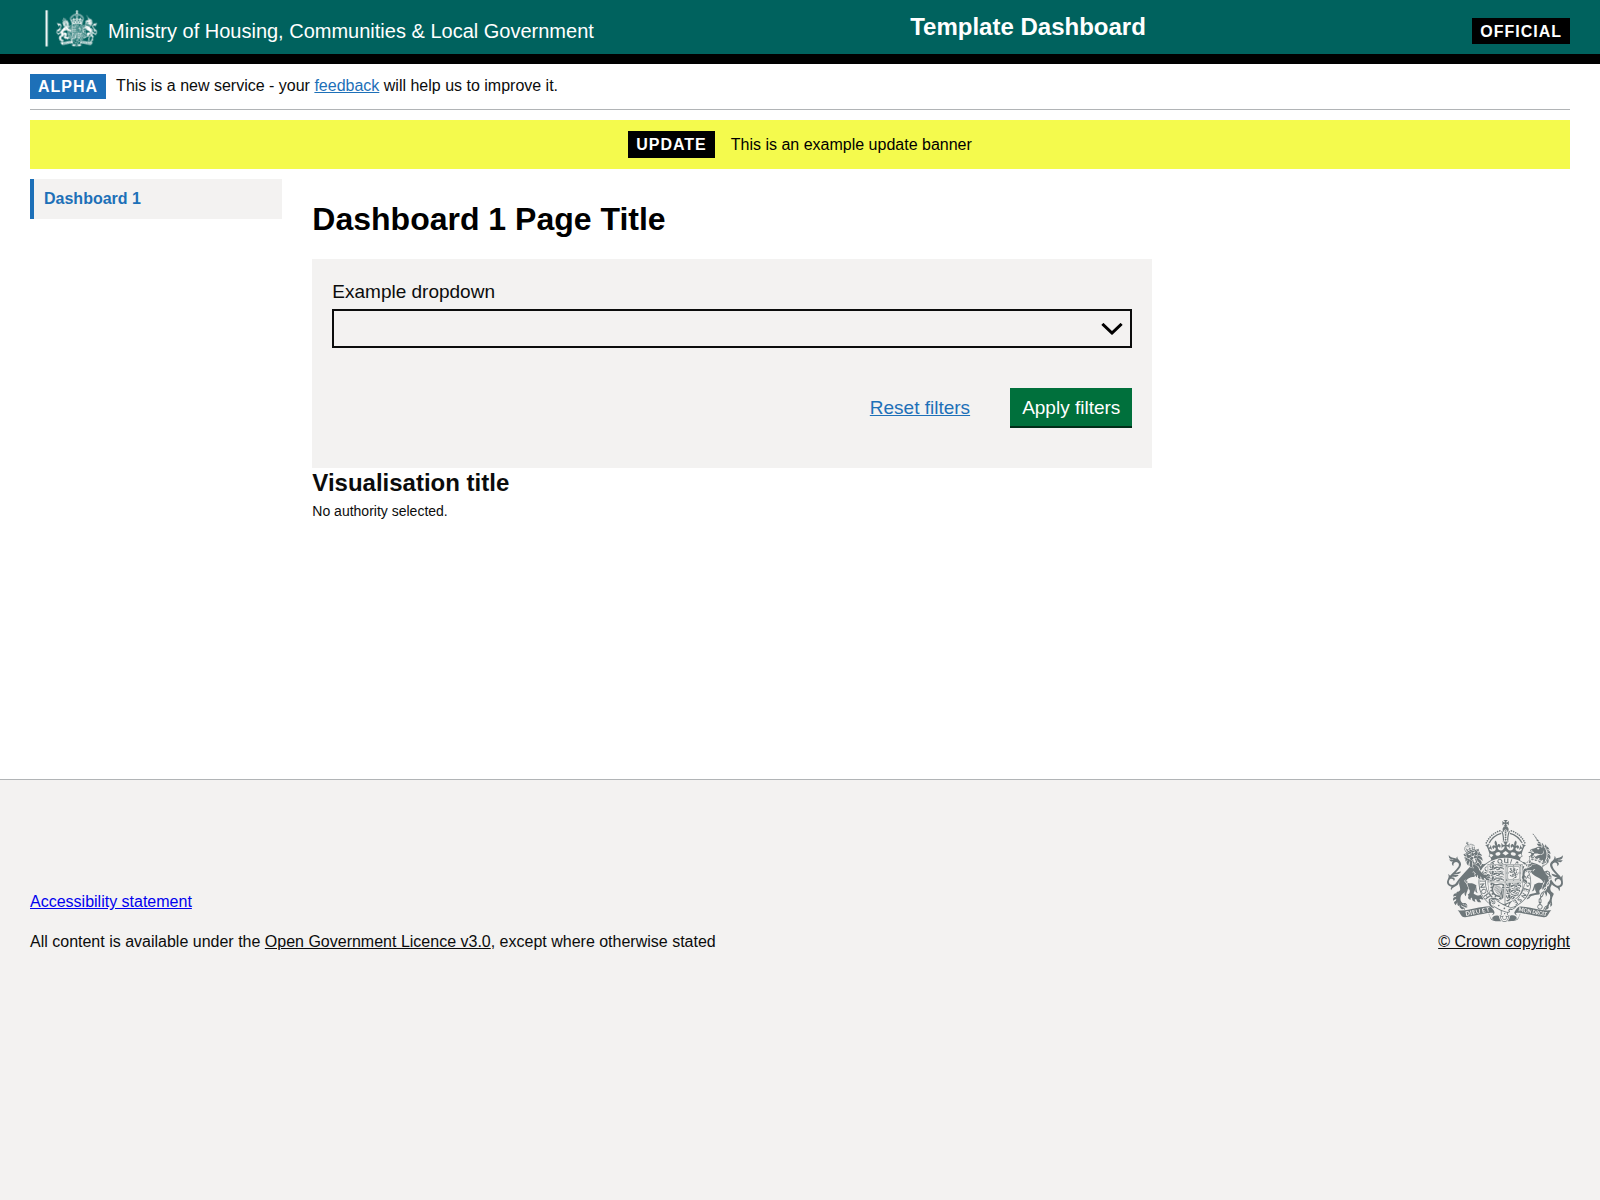 Ministry of Housing, Communities & Local Government
Template Dashboard
OFFICIAL
ALPHA This is a new service - your feedback will help us to improve it.
UPDATE This is an example update banner
Dashboard 1
Dashboard 1 Page Title
Example dropdown
Reset filters
Apply filters
Visualisation title
No authority selected.
Accessibility statement
All content is available under the Open Government Licence v3.0, except where otherwise stated
© Crown copyright